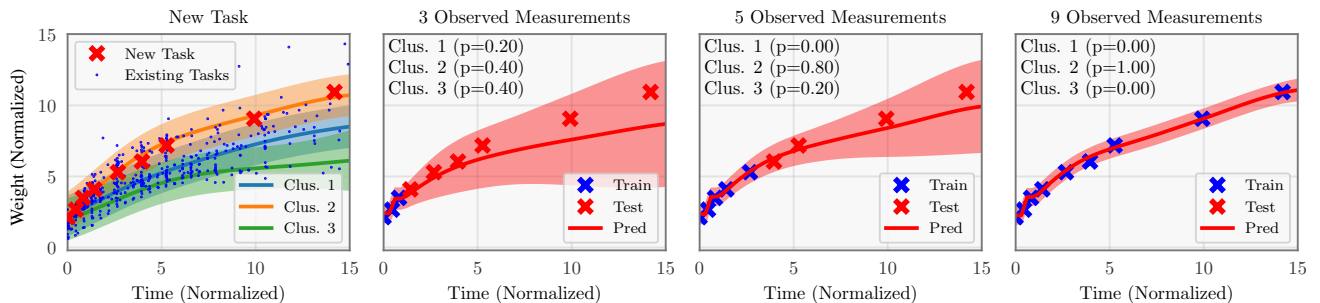 New Task
3 Observed Measurements
5 Observed Measurements
9 Observed Measurements
Weight (Normalized)
15
10
5
0
New Task
Existing Tasks
Clus. 1
Clus. 2
Clus. 3
0
5
10
15
Time (Normalized)
Clus. 1 (p=0.20)
Clus. 2 (p=0.40)
Clus. 3 (p=0.40)
Train
Test
Pred
0
5
10
15
Time (Normalized)
Clus. 1 (p=0.00)
Clus. 2 (p=0.80)
Clus. 3 (p=0.20)
Train
Test
Pred
0
5
10
15
Time (Normalized)
Clus. 1 (p=0.00)
Clus. 2 (p=1.00)
Clus. 3 (p=0.00)
Train
Test
Pred
0
5
10
15
Time (Normalized)